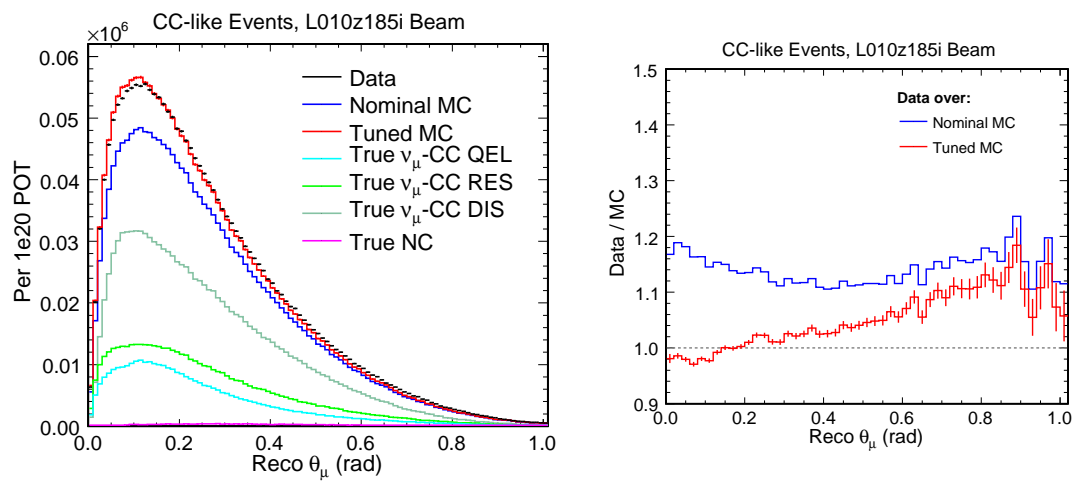 CC-like Events, L010z185i Beam
×10⁶
Per 1e20 POT
0.06
0.05
0.04
0.03
0.02
0.01
0.00
Data
Nominal MC
Tuned MC
True νμ-CC QEL
True νμ-CC RES
True νμ-CC DIS
True NC
0.0 0.2 0.4 0.6 0.8 1.0
Reco θμ (rad)
CC-like Events, L010z185i Beam
Data / MC
1.5
1.4
1.3
1.2
1.1
1.0
0.9
Data over:
Nominal MC
Tuned MC
0.0 0.2 0.4 0.6 0.8 1.0
Reco θμ (rad)